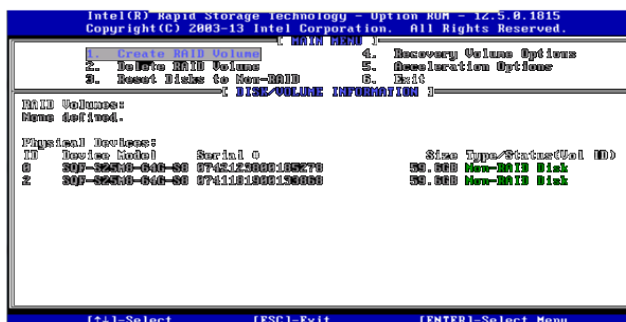 Intel(R) Rapid Storage Technology - Option ROM - 12.5.0.1815
Copyright(C) 2003-13 Intel Corporation. All Rights Reserved.
[ MAIN MENU ]
1. Create RAID Volume 4. Recovery Volume Options
2. Delete RAID Volume 5. Acceleration Options
3. Reset Disks to Non-RAID 6. Exit
[ DISK/VOLUME INFORMATION ]
RAID Volumes:
None defined.
Physical Devices:
ID Device Model Serial # Size Type/Status(Vol ID)
0 59.6GB Non-RAID Disk
2 59.6GB Non-RAID Disk
[↑↓]-Select [ESC]-Exit [ENTER]-Select Menu